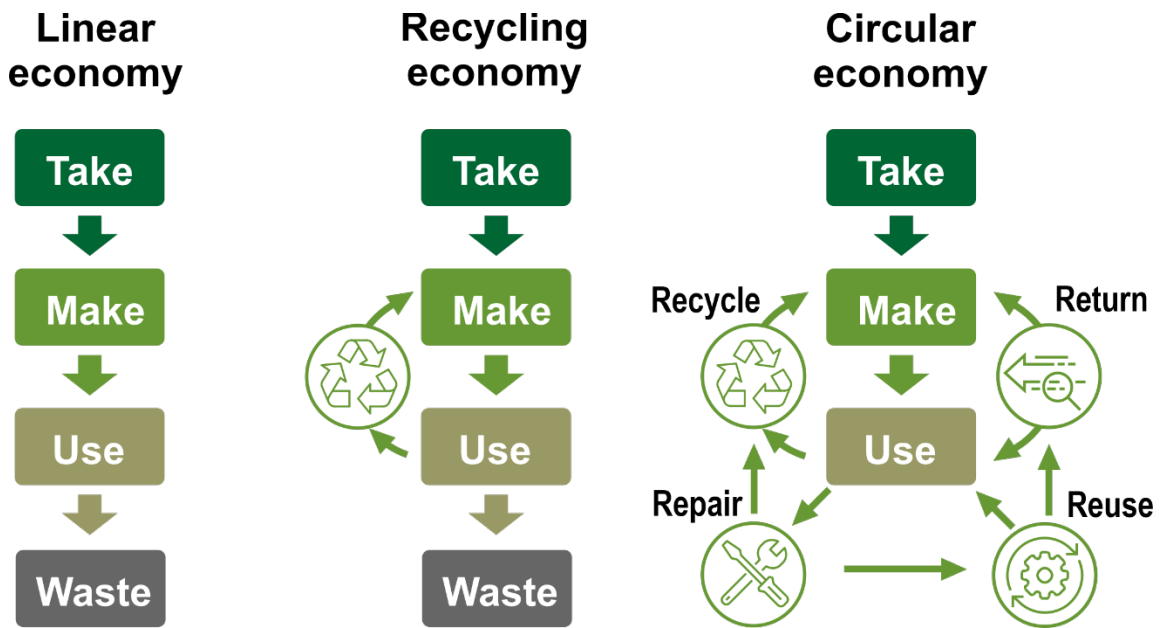 Linear
economy
Take
Make
Use
Waste
Recycling
economy
Take
Make
Use
Waste
Circular
economy
Take
Recycle
Make
Return
Use
Repair
Reuse